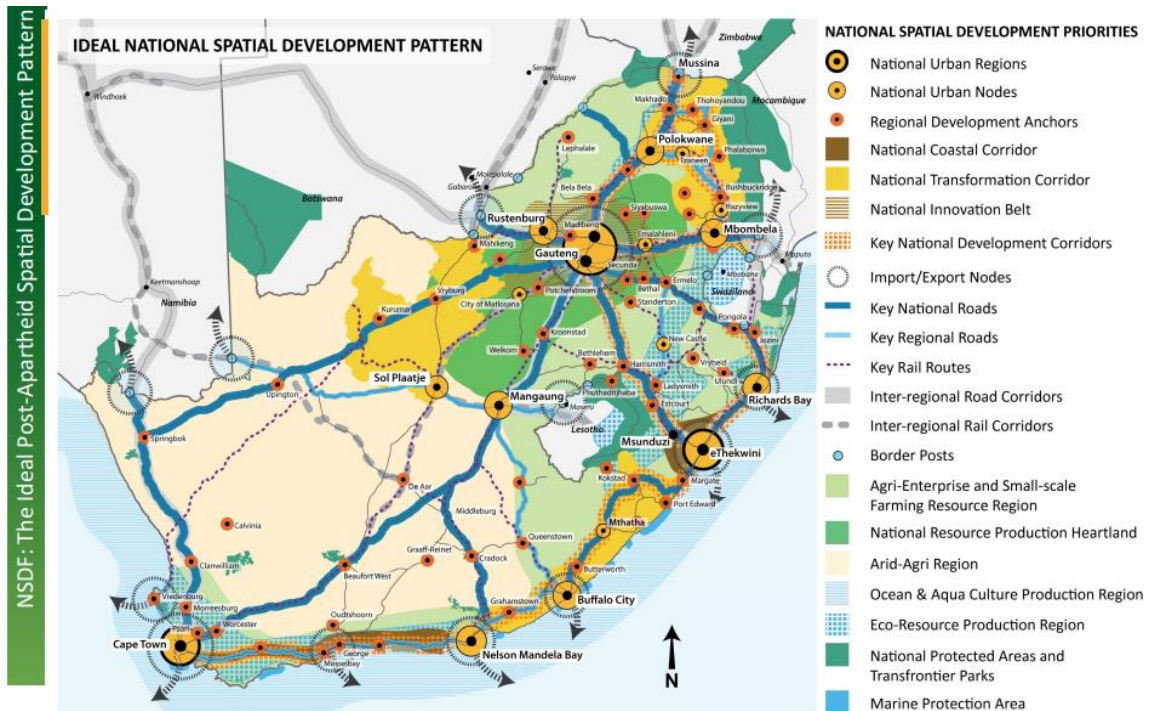 NSDF: The Ideal Post-Apartheid Spatial Development Pattern
IDEAL NATIONAL SPATIAL DEVELOPMENT PATTERN
Zimbabwe
Mussina
Serowe
Palapye
Windhoek
Makhado
Thohoyandou
Mocambique
Giyani
Polokwane
Lephalale
Tzaneen
Phalaborwa
Molepolole
Gaborone
Botswana
Bela Bela
Bushbuckridge
Siyabuswa
Hazyview
Rustenburg
Madibeng
Mbombela
Mahikeng
Emalahleni
Gauteng
Maputo
Secunda
Mbabane
Keetmanshoop
Namibia
Potchefstroom
Bethal
Ermelo
Swaziland
Vryburg
City of Matlosana
Standerton
Kuruman
Pongola
Kroonstad
New Castle
Jozini
Welkom
Bethlehem
Vryheid
Harrismith
Sol Plaatje
Upington
Phuthaditjhaba
Ladysmith
Ulundi
Mangaung
Maseru
Estcourt
Richards Bay
Lesotho
Springbok
Msunduzi
eThekwini
De Aar
Kokstad
Margate
Port Edward
Middelburg
Calvinia
Mthatha
Queenstown
Graaff-Reinet
Cradock
Clanwilliam
Beaufort West
Butterworth
Vredenburg
Grahamstown
Buffalo City
Morreesburg
Oudtshoorn
Worcester
Paarl
Cape Town
George
Mosselbay
Nelson Mandela Bay
N
NATIONAL SPATIAL DEVELOPMENT PRIORITIES
National Urban Regions
National Urban Nodes
Regional Development Anchors
National Coastal Corridor
National Transformation Corridor
National Innovation Belt
Key National Development Corridors
Import/Export Nodes
Key National Roads
Key Regional Roads
Key Rail Routes
Inter-regional Road Corridors
Inter-regional Rail Corridors
Border Posts
Agri-Enterprise and Small-scale
Farming Resource Region
National Resource Production Heartland
Arid-Agri Region
Ocean & Aqua Culture Production Region
Eco-Resource Production Region
National Protected Areas and
Transfrontier Parks
Marine Protection Area